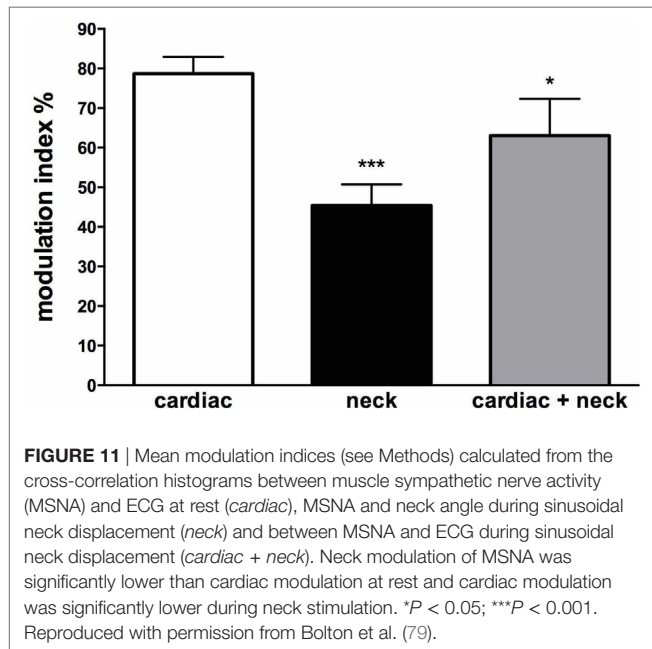 modulation index %
90
80
70
60
50
40
30
20
10
0
***
*
cardiac neck cardiac + neck
FIGURE 11 | Mean modulation indices (see Methods) calculated from the
cross-correlation histograms between muscle sympathetic nerve activity
(MSNA) and ECG at rest (cardiac), MSNA and neck angle during sinusoidal
neck displacement (neck) and between MSNA and ECG during sinusoidal
neck displacement (cardiac + neck). Neck modulation of MSNA was
significantly lower than cardiac modulation at rest and cardiac modulation
was significantly lower during neck stimulation. *P < 0.05; ***P < 0.001.
Reproduced with permission from Bolton et al. (79).